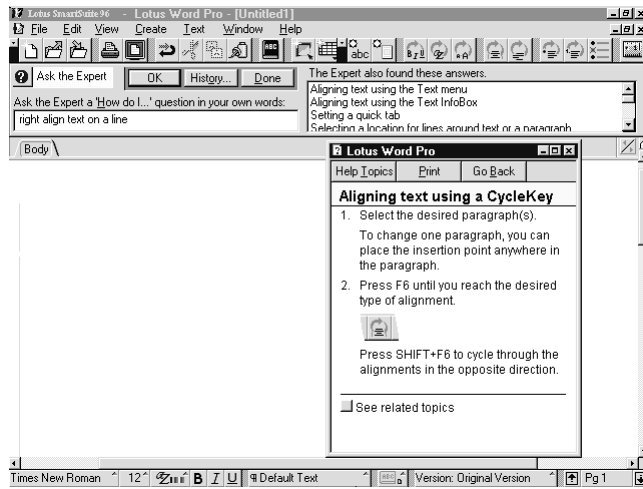 Lotus SmartSuite 96 - Lotus Word Pro - [Untitled1]
File Edit View Create Text Window Help
abc
Ask the Expert OK History... Done
Ask the Expert a 'How do I...' question in your own words:
right align text on a line
The Expert also found these answers.
Aligning text using the Text menu
Aligning text using the Text InfoBox
Setting a quick tab
Selecting a location for lines around text or a paragraph
Body
Lotus Word Pro
Help Topics Print Go Back
Aligning text using a CycleKey
1. Select the desired paragraph(s).
To change one paragraph, you can
place the insertion point anywhere in
the paragraph.
2. Press F6 until you reach the desired
type of alignment.
Press SHIFT+F6 to cycle through the
alignments in the opposite direction.
See related topics
Times New Roman 12 B I U Default Text Version: Original Version Pg 1